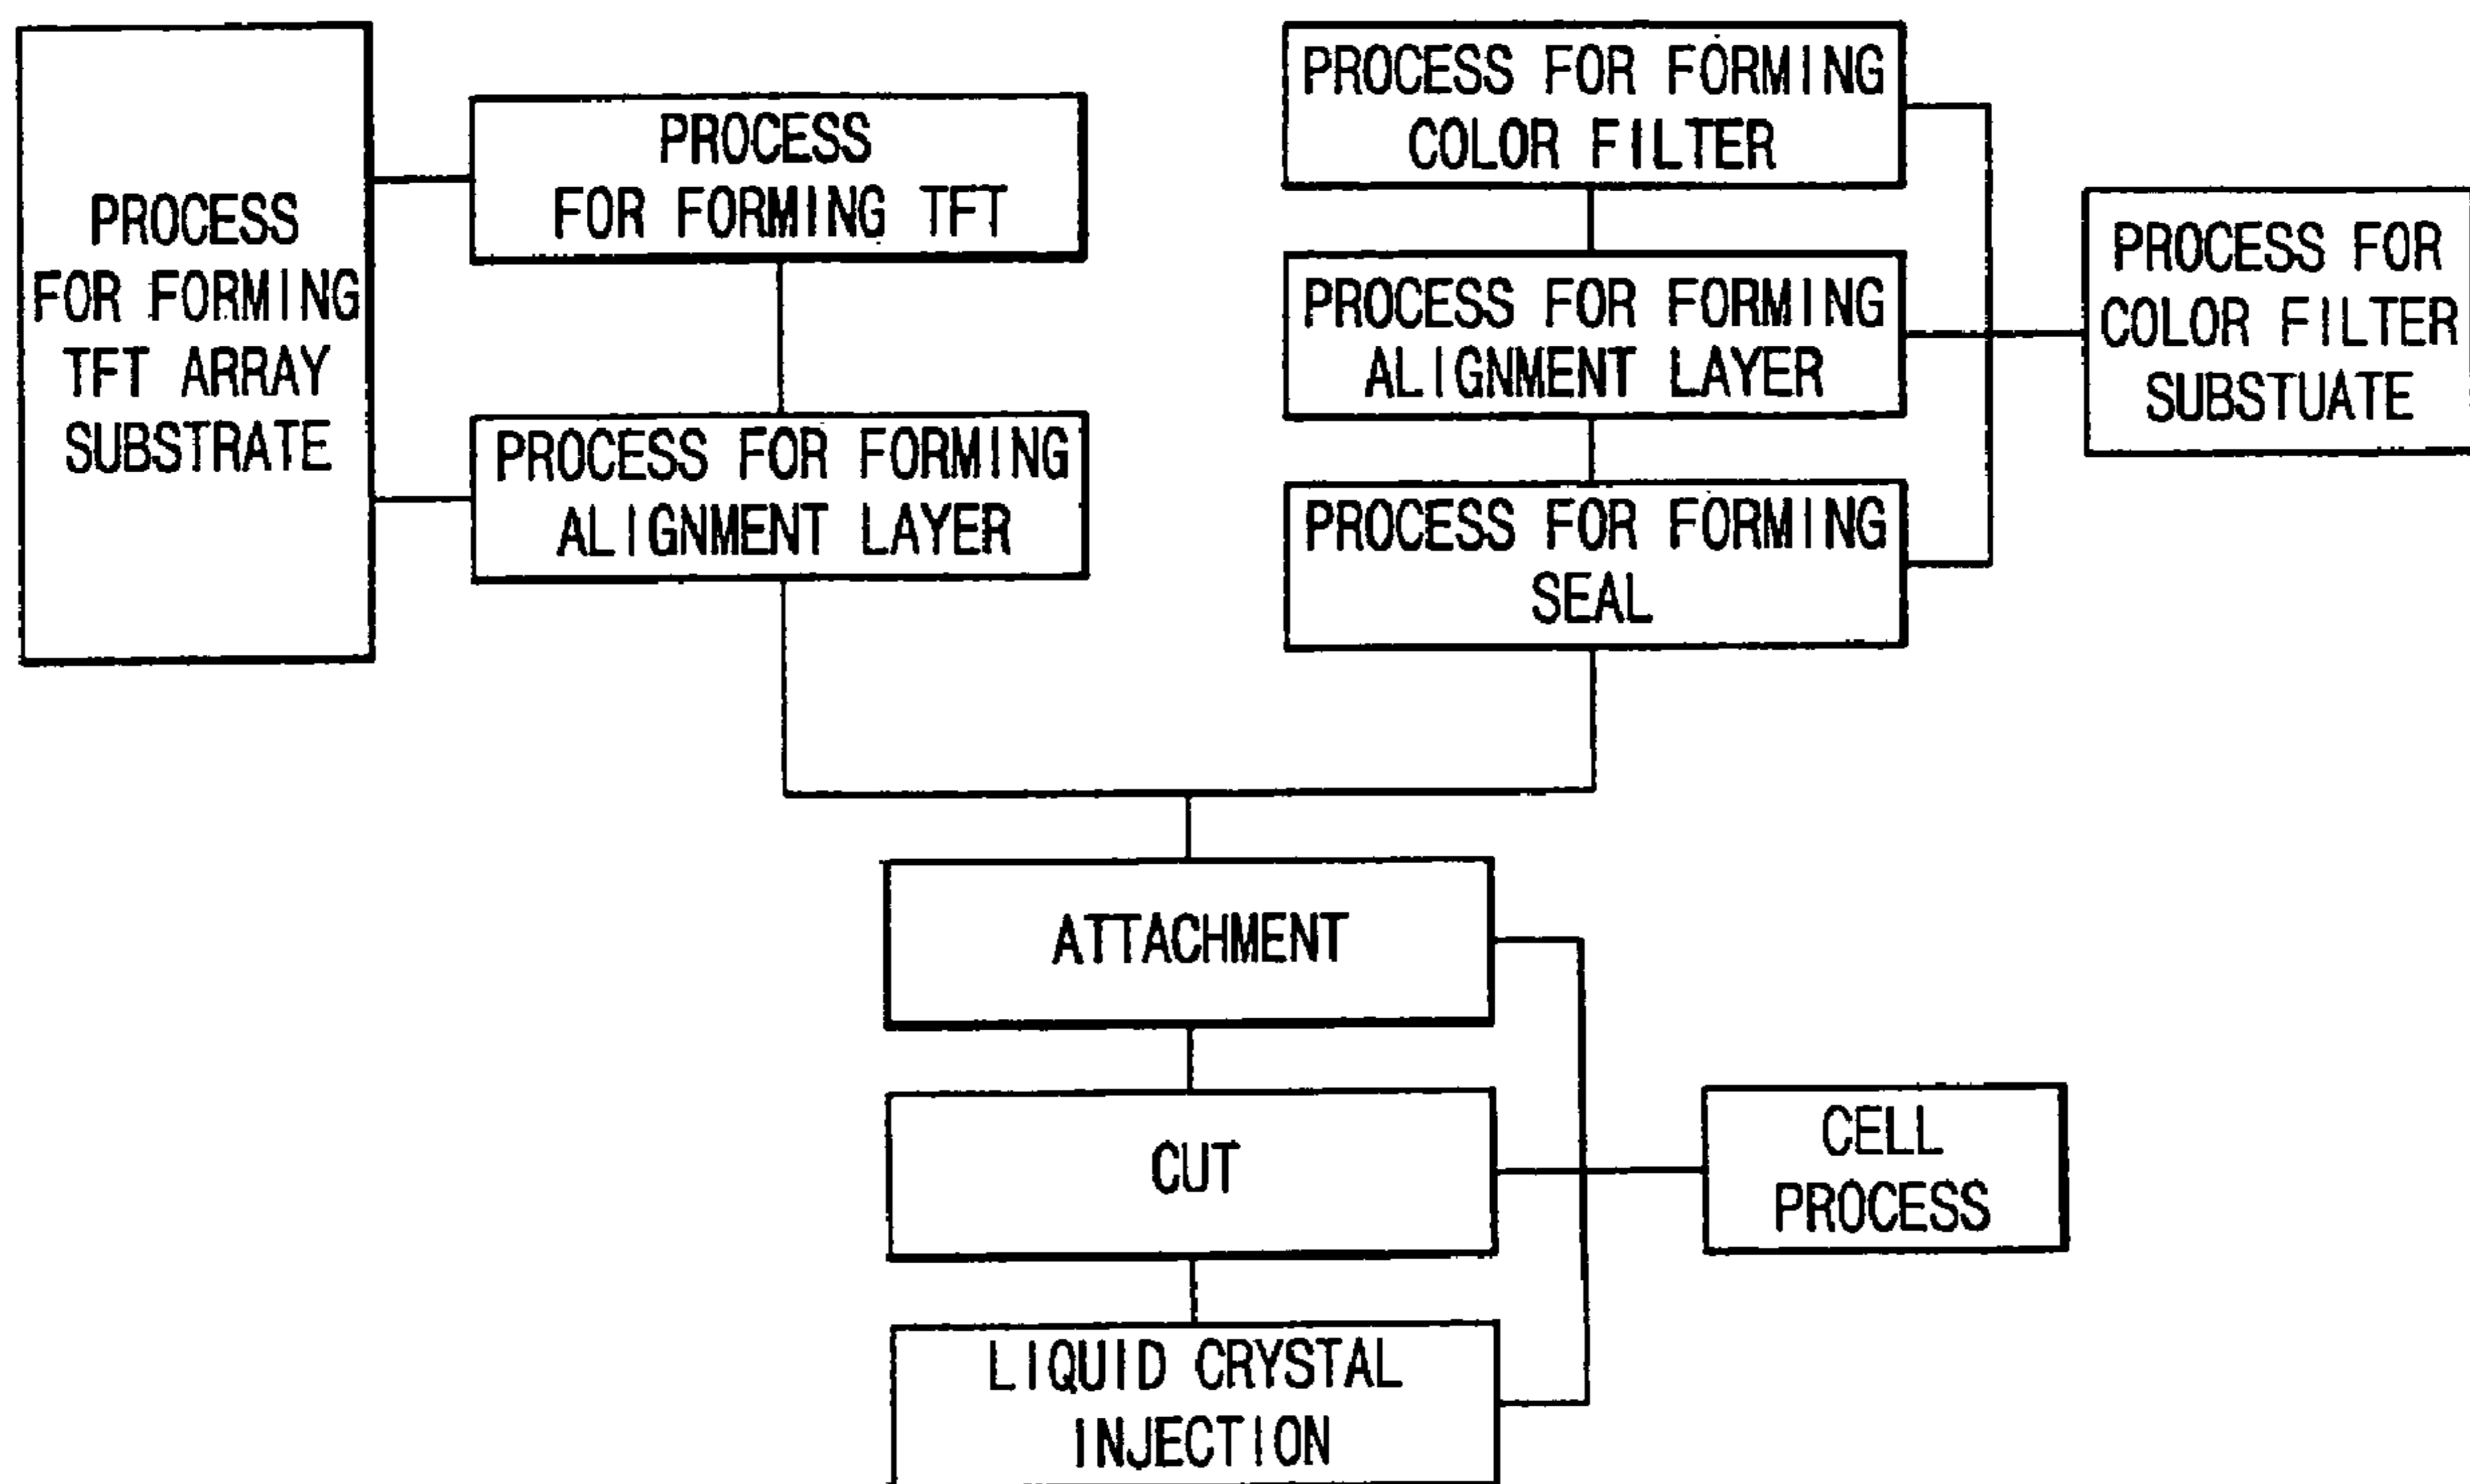 PROCESS
FOR FORMING
TFT ARRAY
SUBSTRATE
PROCESS
FOR FORMING TFT
PROCESS FOR FORMING
ALIGNMENT LAYER
PROCESS FOR FORMING
COLOR FILTER
PROCESS FOR FORMING
ALIGNMENT LAYER
PROCESS FOR FORMING
SEAL
PROCESS FOR
COLOR FILTER
SUBSTUATE
ATTACHMENT
CUT
LIQUID CRYSTAL
INJECTION
CELL
PROCESS